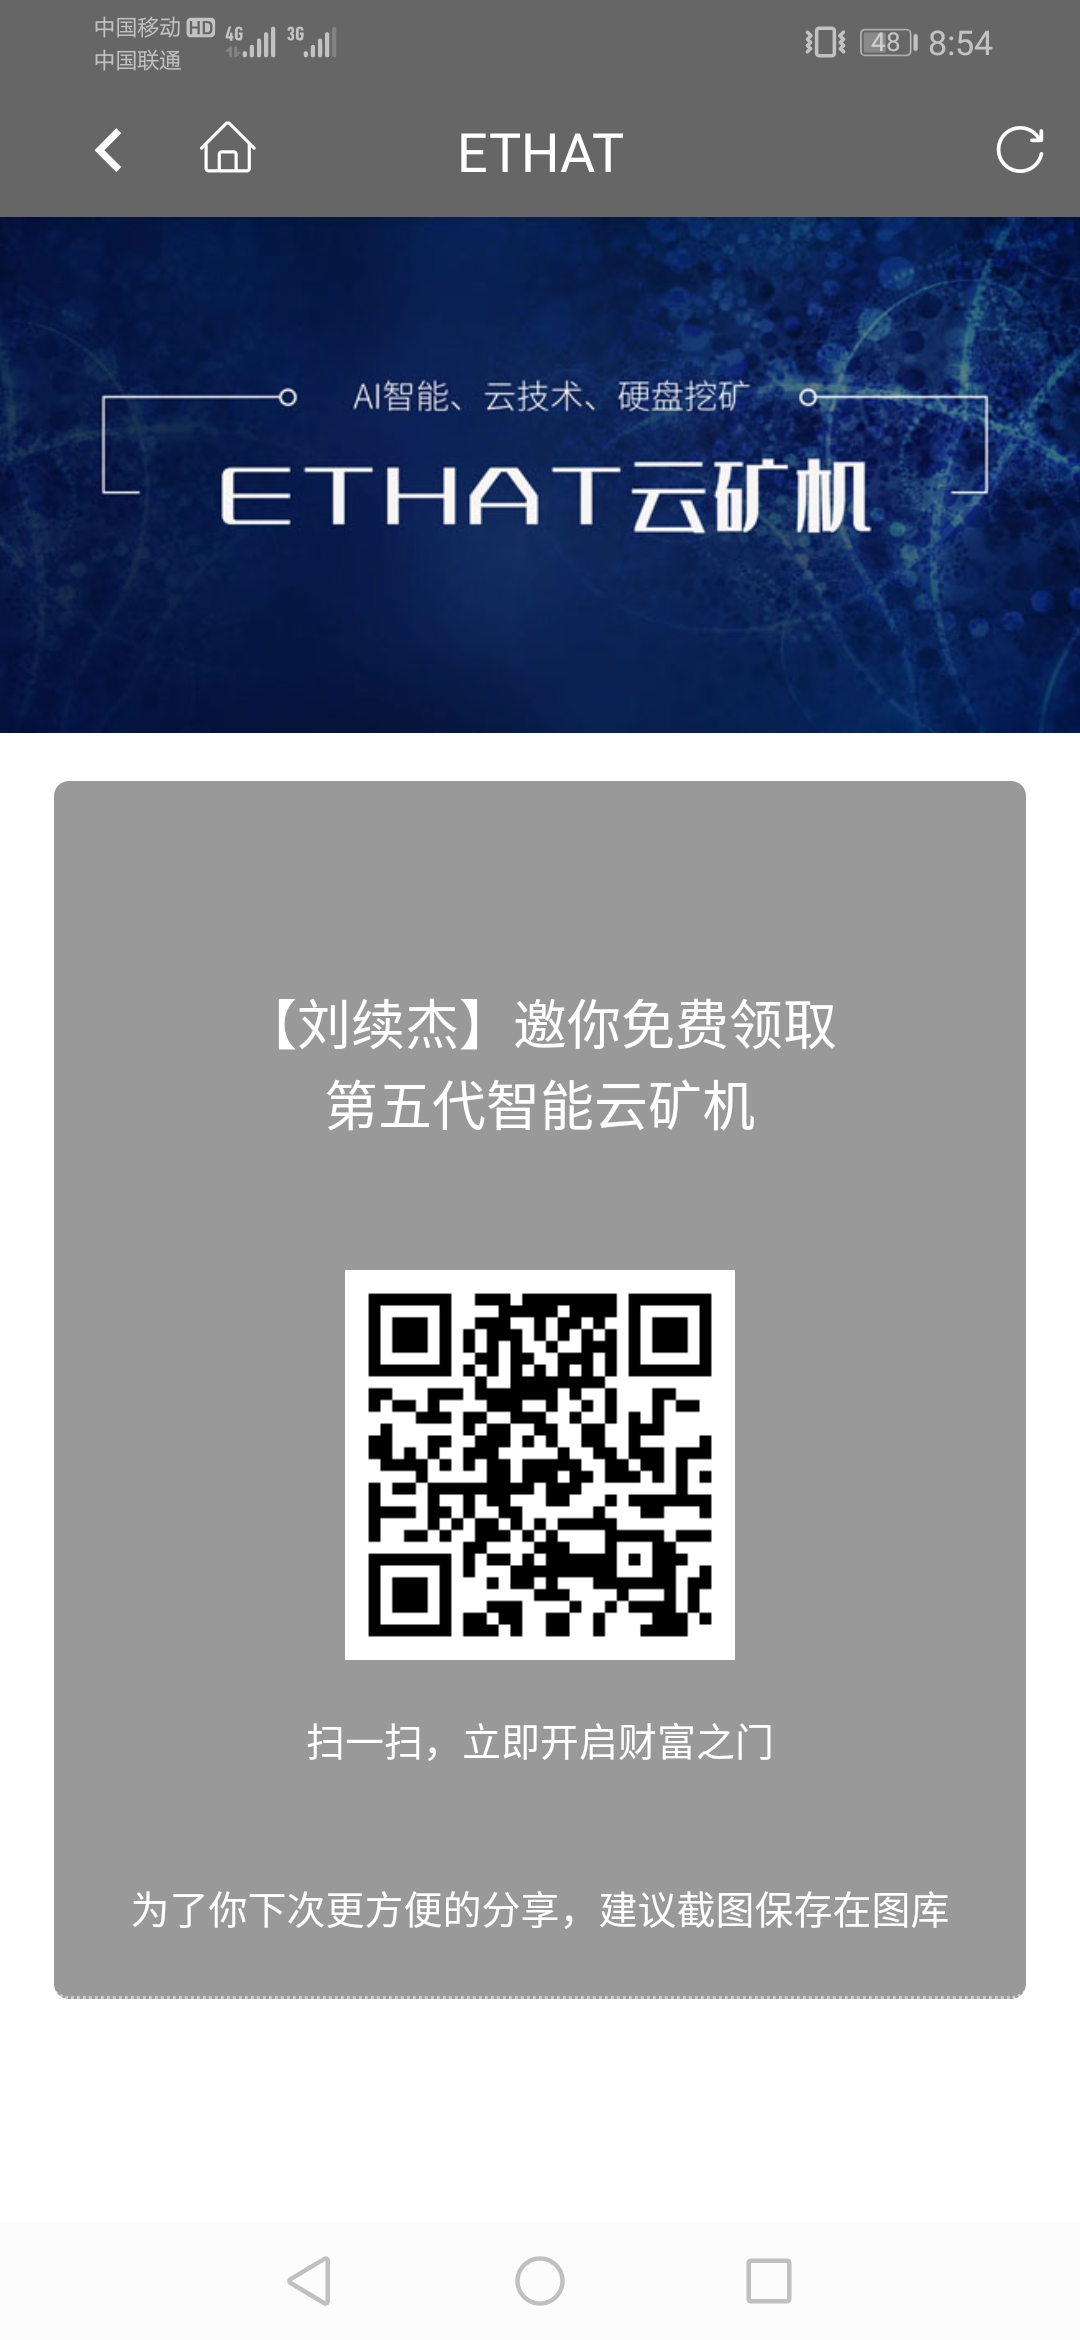 中国移动 HD 4G 3G 48 8:54
中国联通
ETHAT
AI智能、云技术、硬盘挖矿
ETHAT云矿机
【刘续杰】邀你免费领取
第五代智能云矿机
扫一扫，立即开启财富之门
为了你下次更方便的分享，建议截图保存在图库